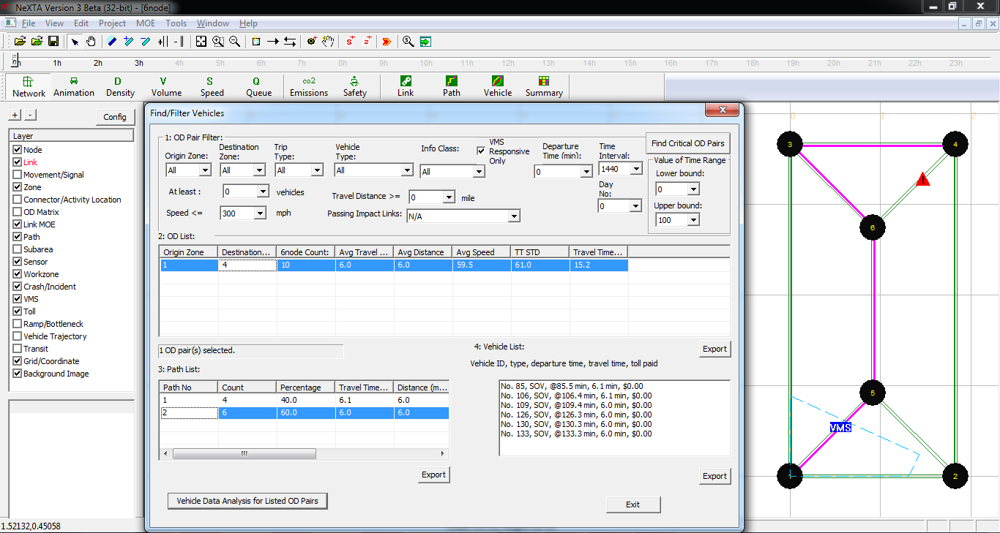 NeXTA Version 3 Beta (32-bit) - [6node]
File View Edit Project MOE Tools Window Help
1h 2h 3h 4h 5h 6h 7h 8h 9h 10h 11h 12h 13h 14h 15h 16h 17h 18h 19h 20h 21h 22h 23h
D V S Q co2
Network Animation Density Volume Speed Queue Emissions Safety Link Path Vehicle Summary
+ - Config
Layer
Node
Link
Movement/Signal
Zone
Connector/Activity Location
OD Matrix
Link MOE
Path
Subarea
Sensor
Workzone
Crash/Incident
VMS
Toll
Ramp/Bottleneck
Vehicle Trajectory
Transit
Grid/Coordinate
Background Image
1.52132,0.45058
Find/Filter Vehicles
1: OD Pair Filter:
Origin Zone:
All
Destination
Zone:
All
Trip
Type:
All
Vehicle
Type:
All
Info Class:
All
VMS
Responsive
Only
Departure
Time (min):
0
Time
Interval:
1440
Day
No:
0
Find Critical OD Pairs
Value of Time Range
Lower bound:
0
Upper bound:
100
At least : 0 vehicles
Travel Distance >= 0 mile
Speed <= 300 mph
Passing Impact Links: N/A
2: OD List:
Origin Zone Destination... 6node Count: Avg Travel ... Avg Distance Avg Speed TT STD Travel Time...
1 4 10 6.0 6.0 59.5 61.0 15.2
1 OD pair(s) selected.
Export
3: Path List:
Path No Count Percentage Travel Time... Distance (m...
1 4 40.0 6.1 6.0
2 6 60.0 6.0 6.0
Export
4: Vehicle List:
Vehicle ID, type, departure time, travel time, toll paid
No. 85, SOV, @85.5 min, 6.1 min, $0.00
No. 106, SOV, @106.4 min, 6.1 min, $0.00
No. 109, SOV, @109.4 min, 6.0 min, $0.00
No. 126, SOV, @126.3 min, 6.0 min, $0.00
No. 130, SOV, @130.3 min, 6.0 min, $0.00
No. 133, SOV, @133.3 min, 6.0 min, $0.00
Export
Vehicle Data Analysis for Listed OD Pairs
Exit
0 1 2
3 4
6
5
VMS
2